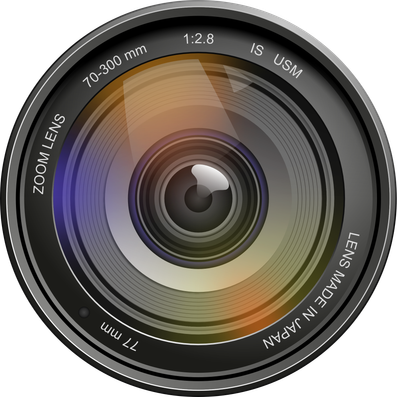 ZOOM LENS
70-300 mm
1:2.8
IS USM
LENS MADE IN JAPAN
77 mm